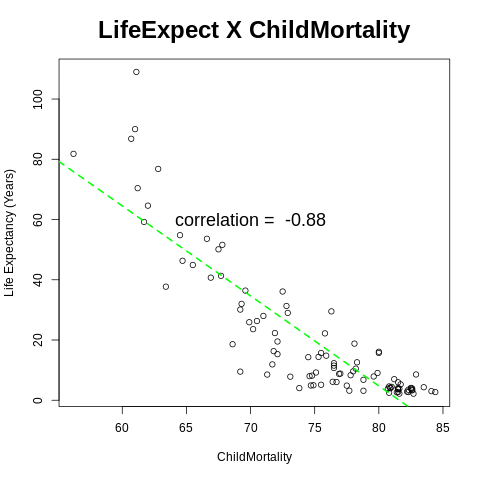 LifeExpect X ChildMortality
Life Expectancy (Years)
100
80
60
40
20
0
correlation =  -0.88
60 65 70 75 80 85
ChildMortality